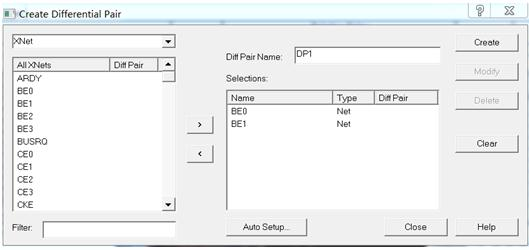 Create Differential Pair
XNet
Diff Pair Name: DP1
Create
All XNets Diff Pair
ARDY
BE0
BE1
BE2
BE3
BUSRQ
CE0
CE1
CE2
CE3
CKE
>
<
Selections:
Name Type Diff Pair
BE0 Net
BE1 Net
Modify
Delete
Clear
Filter:
Auto Setup...
Close
Help